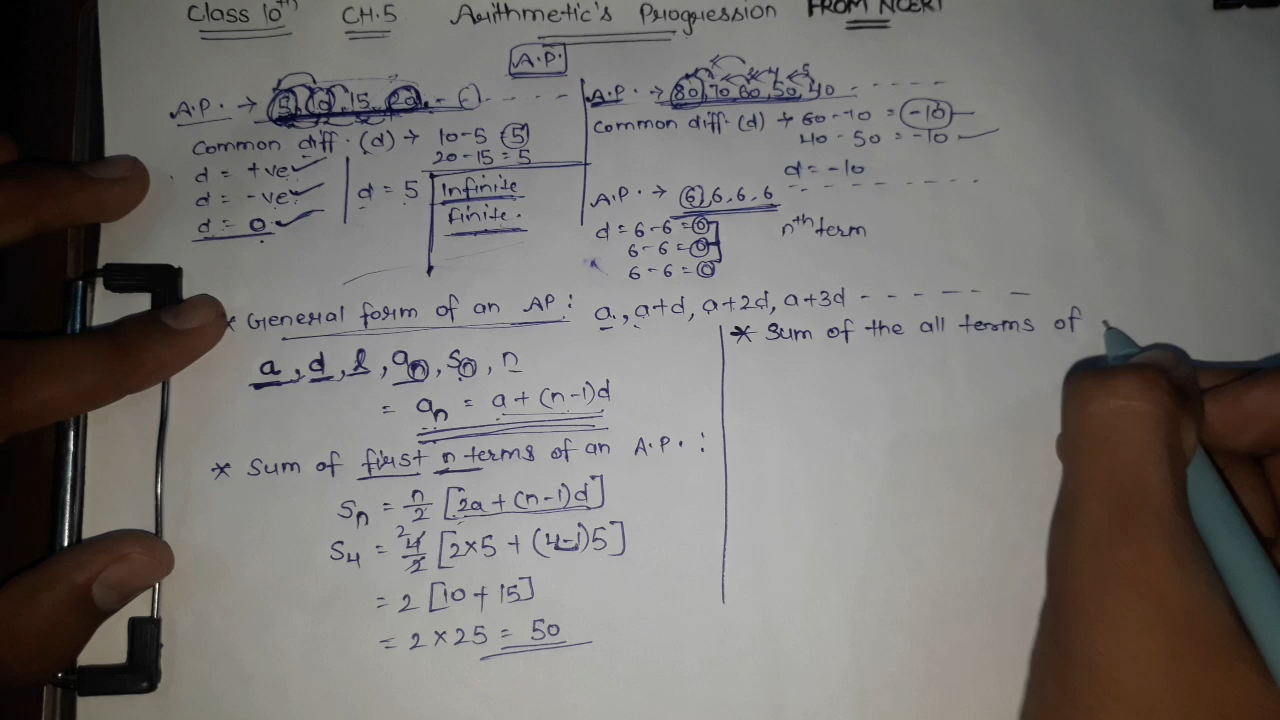 Class 10th CH.5 Arithmetic's Progression FROM NCERT
A.P.
A.P. → 5, 10, 15, 20, - - - - -
Common diff. (d) → 10-5 = 5
20-15 = 5
d = +ve ✓
d = -ve ✓
d = 0 ✓
d = 5
Infinite
finite.
A.P. → 80, 70, 60, 50, 40 - - - - -
Common diff. (d) → 60-70 = -10
40-50 = -10
d = -10
A.P. → 6, 6, 6, 6 - - - - -
d = 6-6 = 0
6-6 = 0
6-6 = 0
nth term
* General form of an AP: a, a+d, a+2d, a+3d - - - - - -
a, d, l, an, Sn, n
= an = a + (n-1)d
* Sum of first n terms of an A.P. :
Sn = n/2 [2a + (n-1)d]
S4 = 4/2 [2×5 + (4-1)5]
= 2 [10 + 15]
= 2 × 25 = 50
* Sum of the all terms of